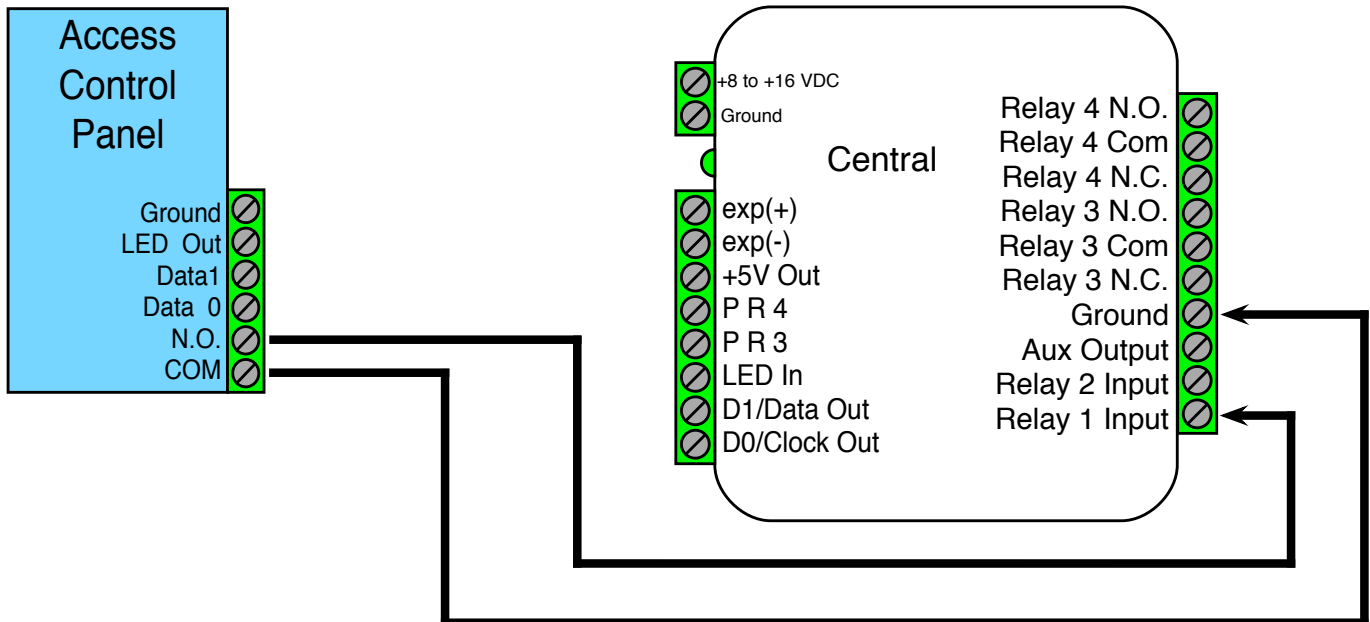 Access
Control
Panel
Ground
LED Out
Data1
Data 0
N.O.
COM
+8 to +16 VDC
Ground
Central
exp(+)
exp(-)
+5V Out
P R 4
P R 3
LED In
D1/Data Out
D0/Clock Out
Relay 4 N.O.
Relay 4 Com
Relay 4 N.C.
Relay 3 N.O.
Relay 3 Com
Relay 3 N.C.
Ground
Aux Output
Relay 2 Input
Relay 1 Input